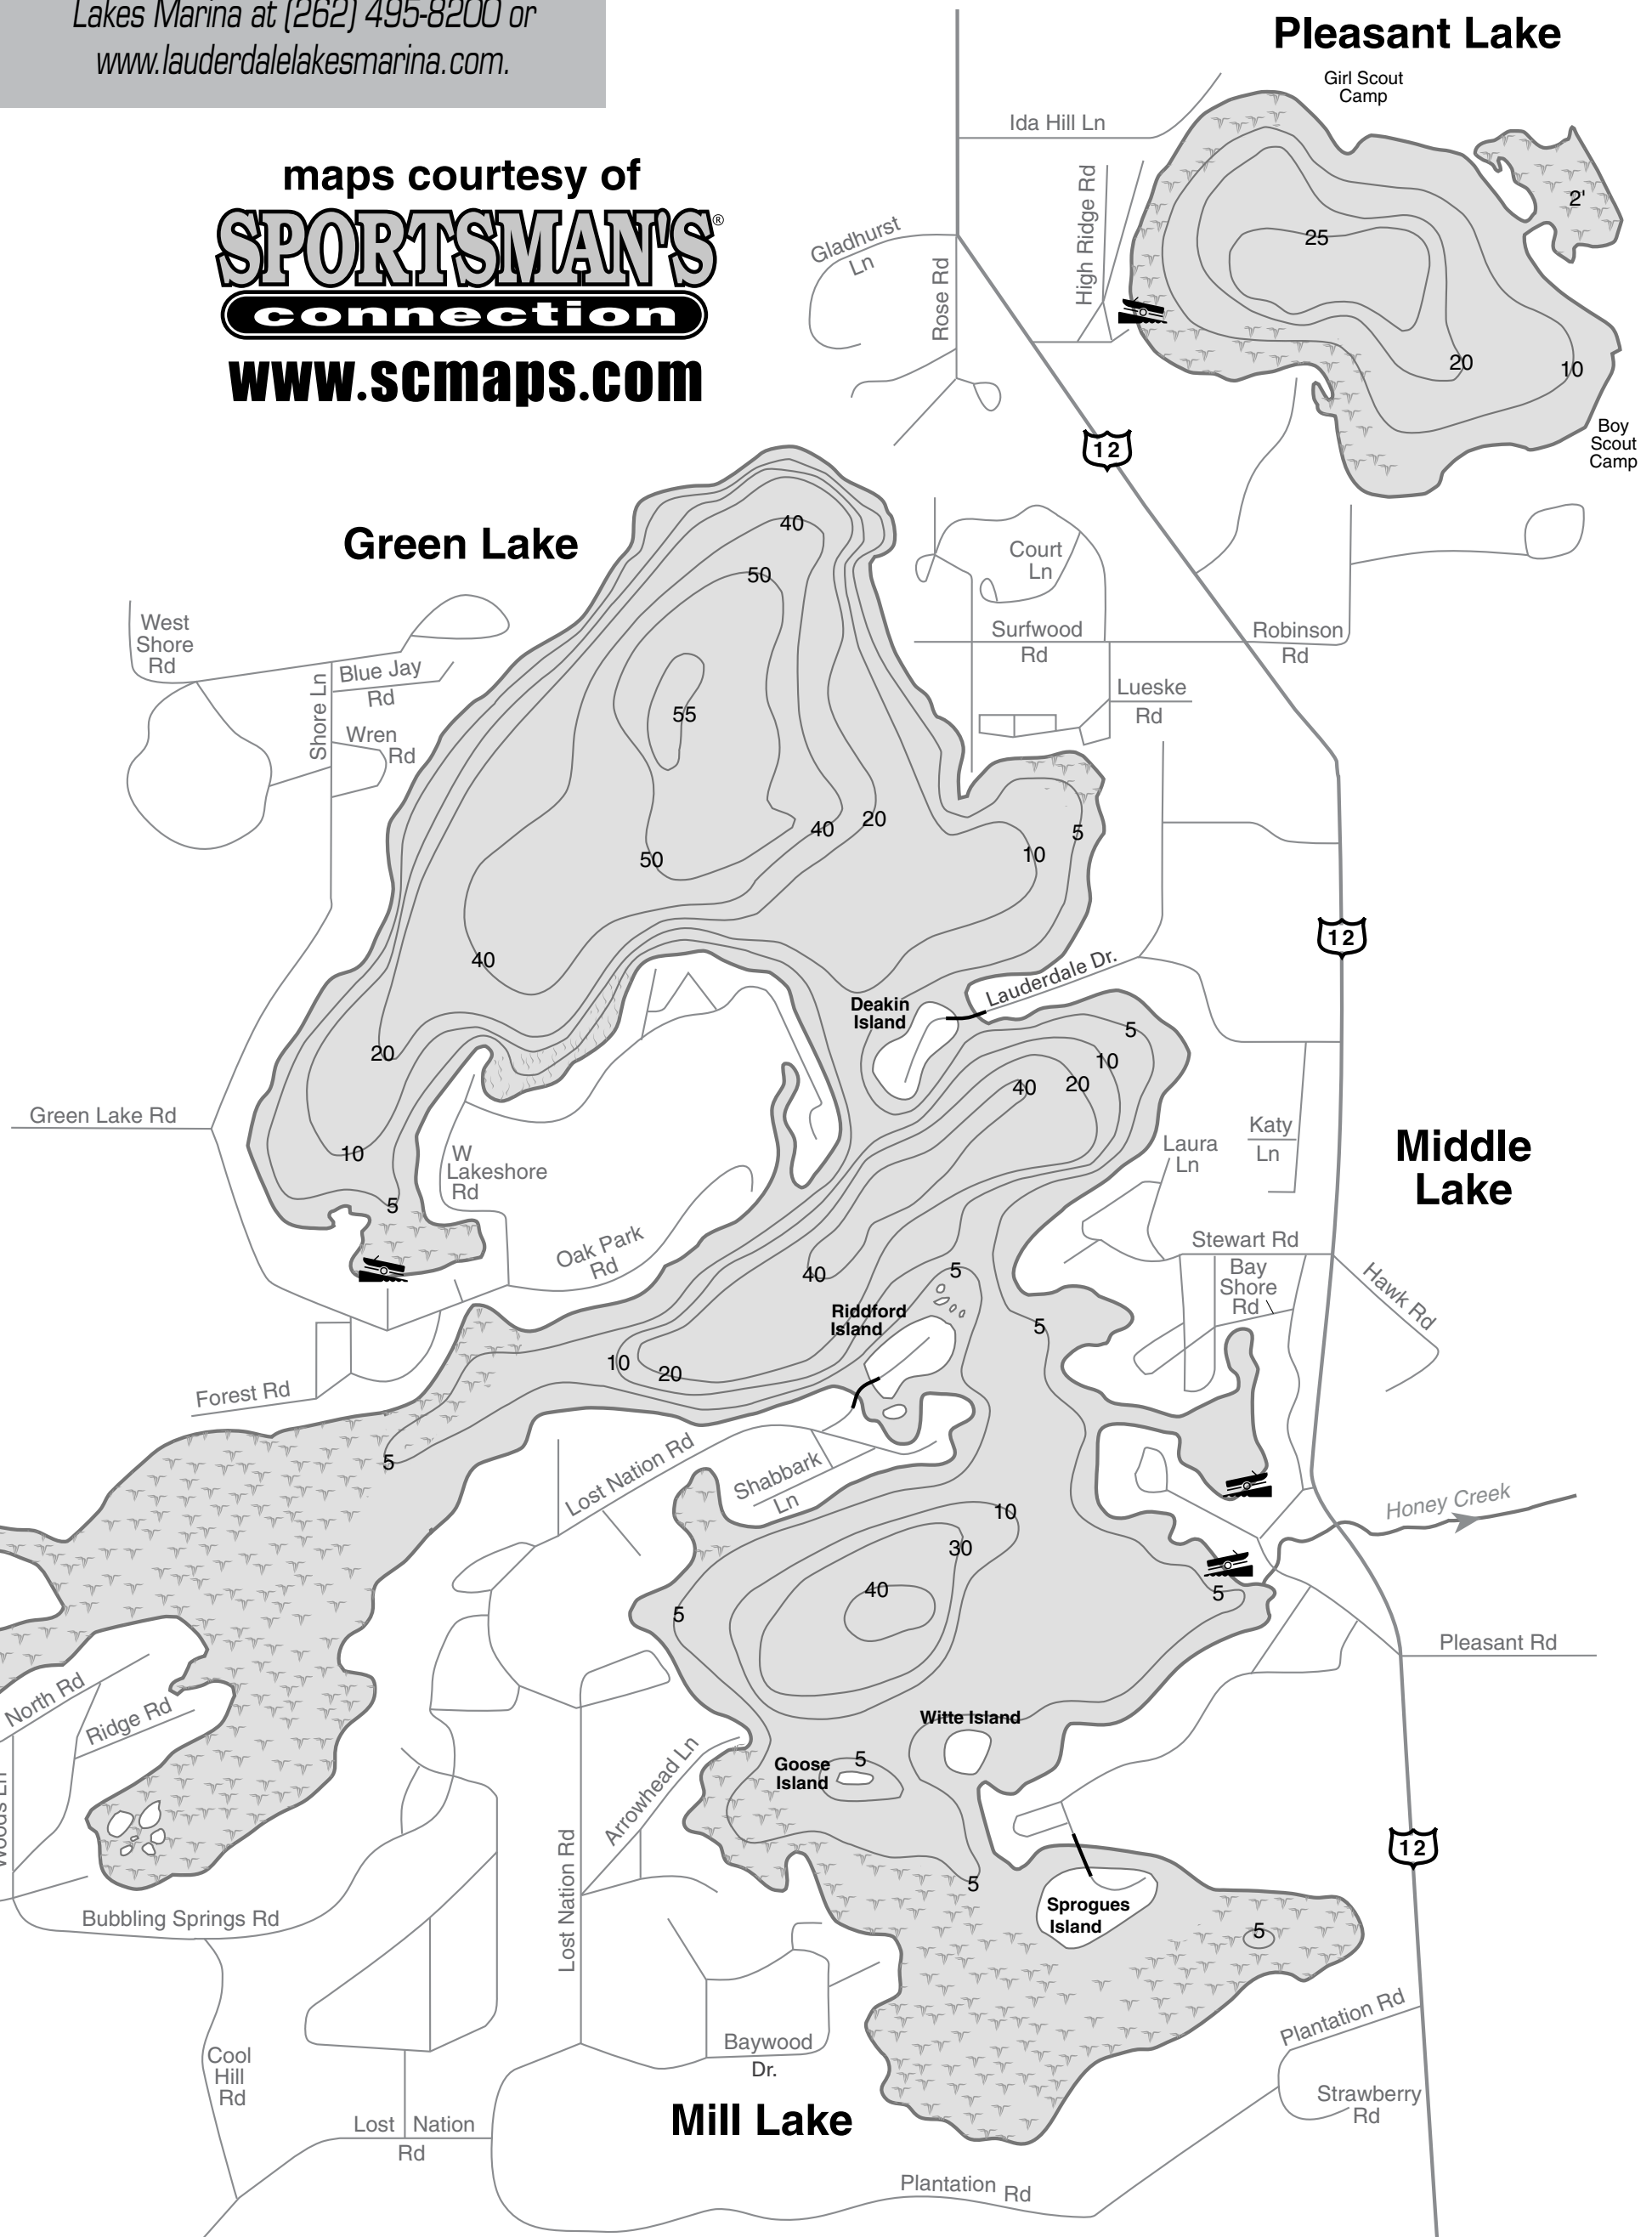 Lakes Marina at (262) 495-8200 or
www.lauderdalelakesmarina.com.
maps courtesy of
SPORTSMAN'S®
connection
www.scmaps.com
Pleasant Lake
Girl Scout
Camp
2'
25
20
10
Boy
Scout
Camp
Ida Hill Ln
High Ridge Rd
Gladhurst
Ln
Rose Rd
12
Green Lake
40
50
55
50
40
20
40
10
5
20
10
5
Court
Ln
Surfwood
Rd
Robinson
Rd
Lueske
Rd
West
Shore
Rd
Blue Jay
Rd
Shore Ln
Wren
Rd
12
Lauderdale Dr.
Deakin
Island
Green Lake Rd
W
Lakeshore
Rd
Oak Park
Rd
Forest Rd
5
10
20
40
40
5
5
10
20
5
Riddford
Island
Katy
Ln
Laura
Ln
Middle
Lake
Stewart Rd
Bay
Shore
Rd
Hawk Rd
Honey Creek
Lost Nation Rd
Shabbark
Ln
10
30
40
5
5
Pleasant Rd
North Rd
Ridge Rd
Woods Ln
Witte Island
Goose
Island
5
5
Arrowhead Ln
Lost Nation Rd
Sprogues
Island
5
12
Bubbling Springs Rd
Cool
Hill
Rd
Baywood
Dr.
Plantation Rd
Strawberry
Rd
Mill Lake
Lost Nation
Rd
Plantation Rd